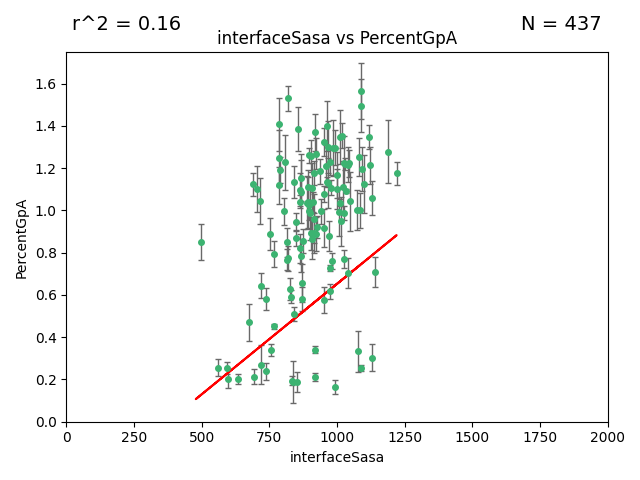 r^2 = 0.16
N = 437
interfaceSasa vs PercentGpA
1.6
1.4
1.2
1.0
0.8
0.6
0.4
0.2
0.0
PercentGpA
0 250 500 750 1000 1250 1500 1750 2000
interfaceSasa